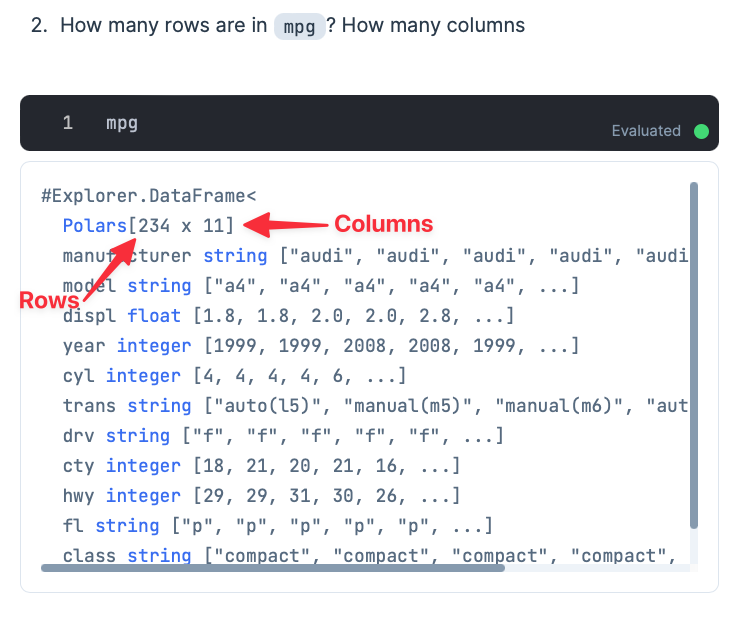 2. How many rows are in mpg? How many columns
1 mpg
Evaluated
#Explorer.DataFrame<
Polars[234 x 11]
Columns
manufacturer string ["audi", "audi", "audi", "audi", "audi
model string ["a4", "a4", "a4", "a4", "a4", ...]
Rows
displ float [1.8, 1.8, 2.0, 2.0, 2.8, ...]
year integer [1999, 1999, 2008, 2008, 1999, ...]
cyl integer [4, 4, 4, 4, 6, ...]
trans string ["auto(l5)", "manual(m5)", "manual(m6)", "aut
drv string ["f", "f", "f", "f", "f", ...]
cty integer [18, 21, 20, 21, 16, ...]
hwy integer [29, 29, 31, 30, 26, ...]
fl string ["p", "p", "p", "p", "p", ...]
class string ["compact", "compact", "compact", "compact",